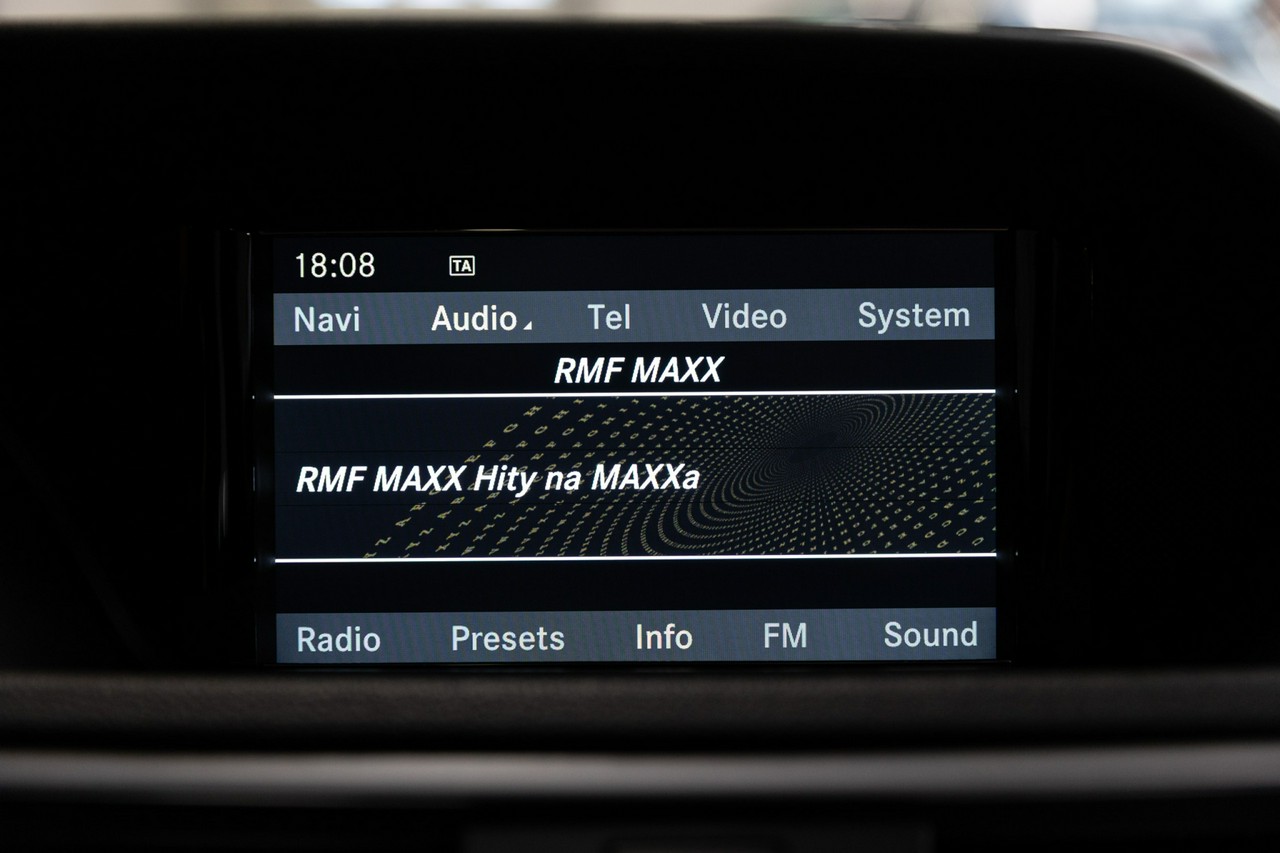 18:08 TA
Navi Audio Tel Video System
RMF MAXX
RMF MAXX Hity na MAXXa
Radio Presets Info FM Sound